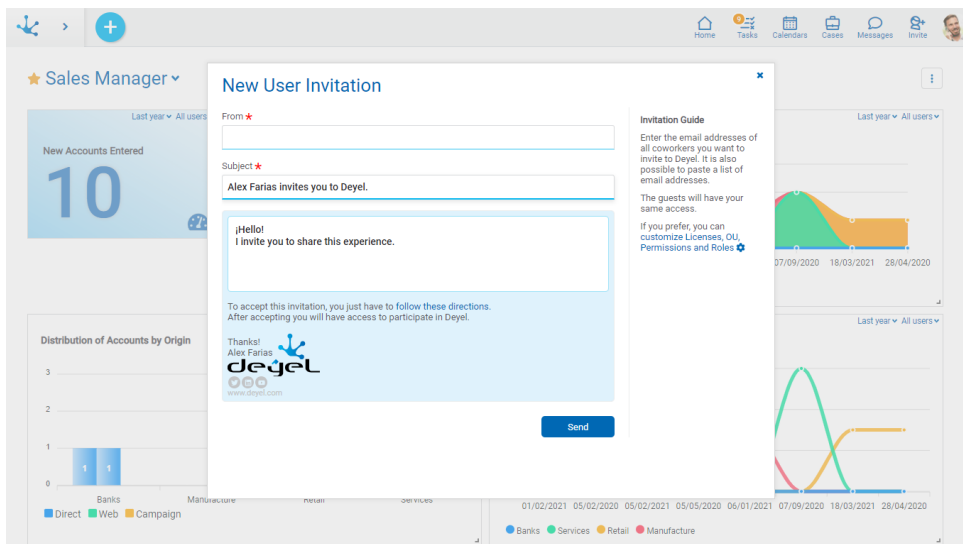 Home
9
Tasks
Calendars
Cases
Messages
Invite
Sales Manager
Last year
All users
New Accounts Entered
10
New User Invitation
From *
Subject *
Alex Farias invites you to Deyel.
¡Hello!
I invite you to share this experience.
To accept this invitation, you just have to follow these directions.
After accepting you will have access to participate in Deyel.
Thanks!
Alex Farias
deyel
www.deyel.com
Send
Invitation Guide
Enter the email addresses of
all coworkers you want to
invite to Deyel. It is also
possible to paste a list of
email addresses.
The guests will have your
same access.
If you prefer, you can
customize Licenses, OU,
Permissions and Roles
Last year All users
07/09/2020 18/03/2021 28/04/2020
Distribution of Accounts by Origin
3
2
1
0
1 1
Banks
Manufacture
Retail
Services
Direct Web Campaign
Last year All users
01/02/2021 05/02/2020 05/02/2021 05/05/2020 06/01/2021 07/09/2020 18/03/2021 28/04/2020
Banks Services Retail Manufacture